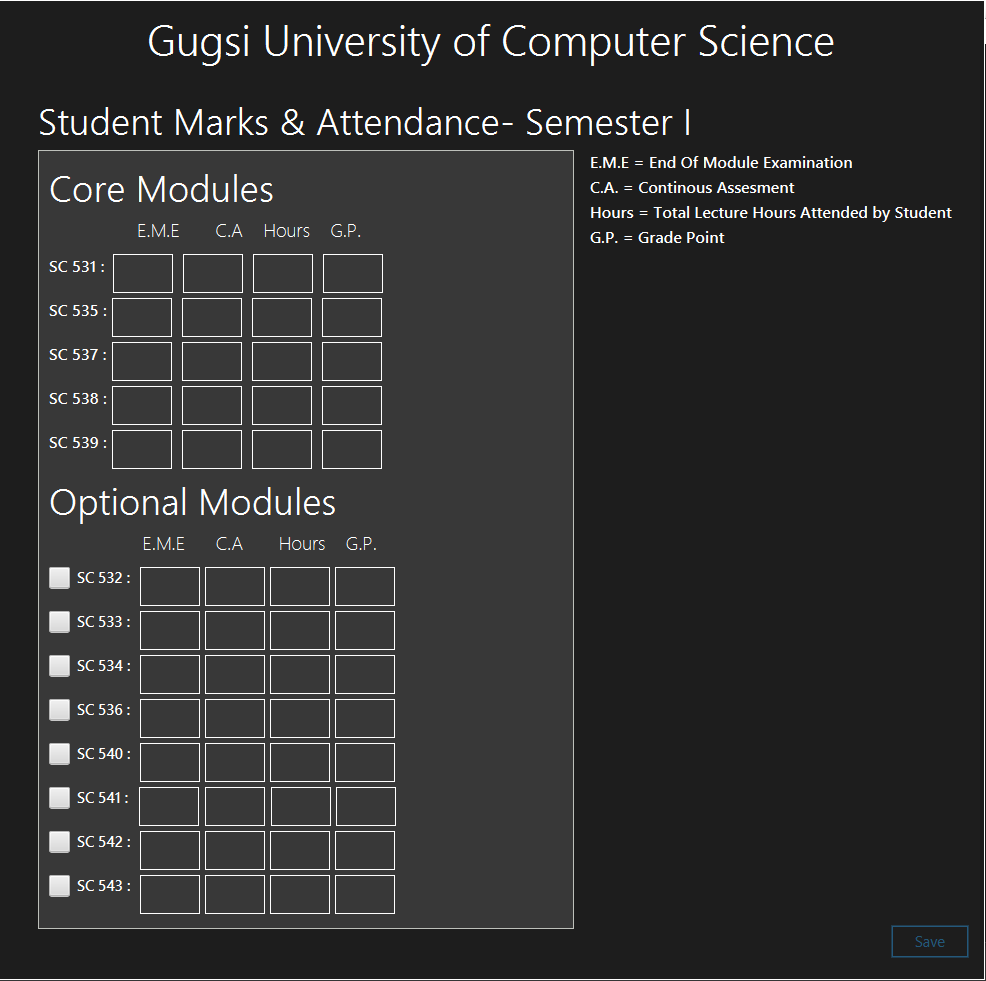 Gugsi University of Computer Science
Student Marks & Attendance- Semester I
E.M.E = End Of Module Examination
C.A. = Continous Assesment
Hours = Total Lecture Hours Attended by Student
G.P. = Grade Point
Core Modules
E.M.E C.A Hours G.P.
SC 531 :
SC 535 :
SC 537 :
SC 538 :
SC 539 :
Optional Modules
E.M.E C.A Hours G.P.
SC 532 :
SC 533 :
SC 534 :
SC 536 :
SC 540 :
SC 541 :
SC 542 :
SC 543 :
Save